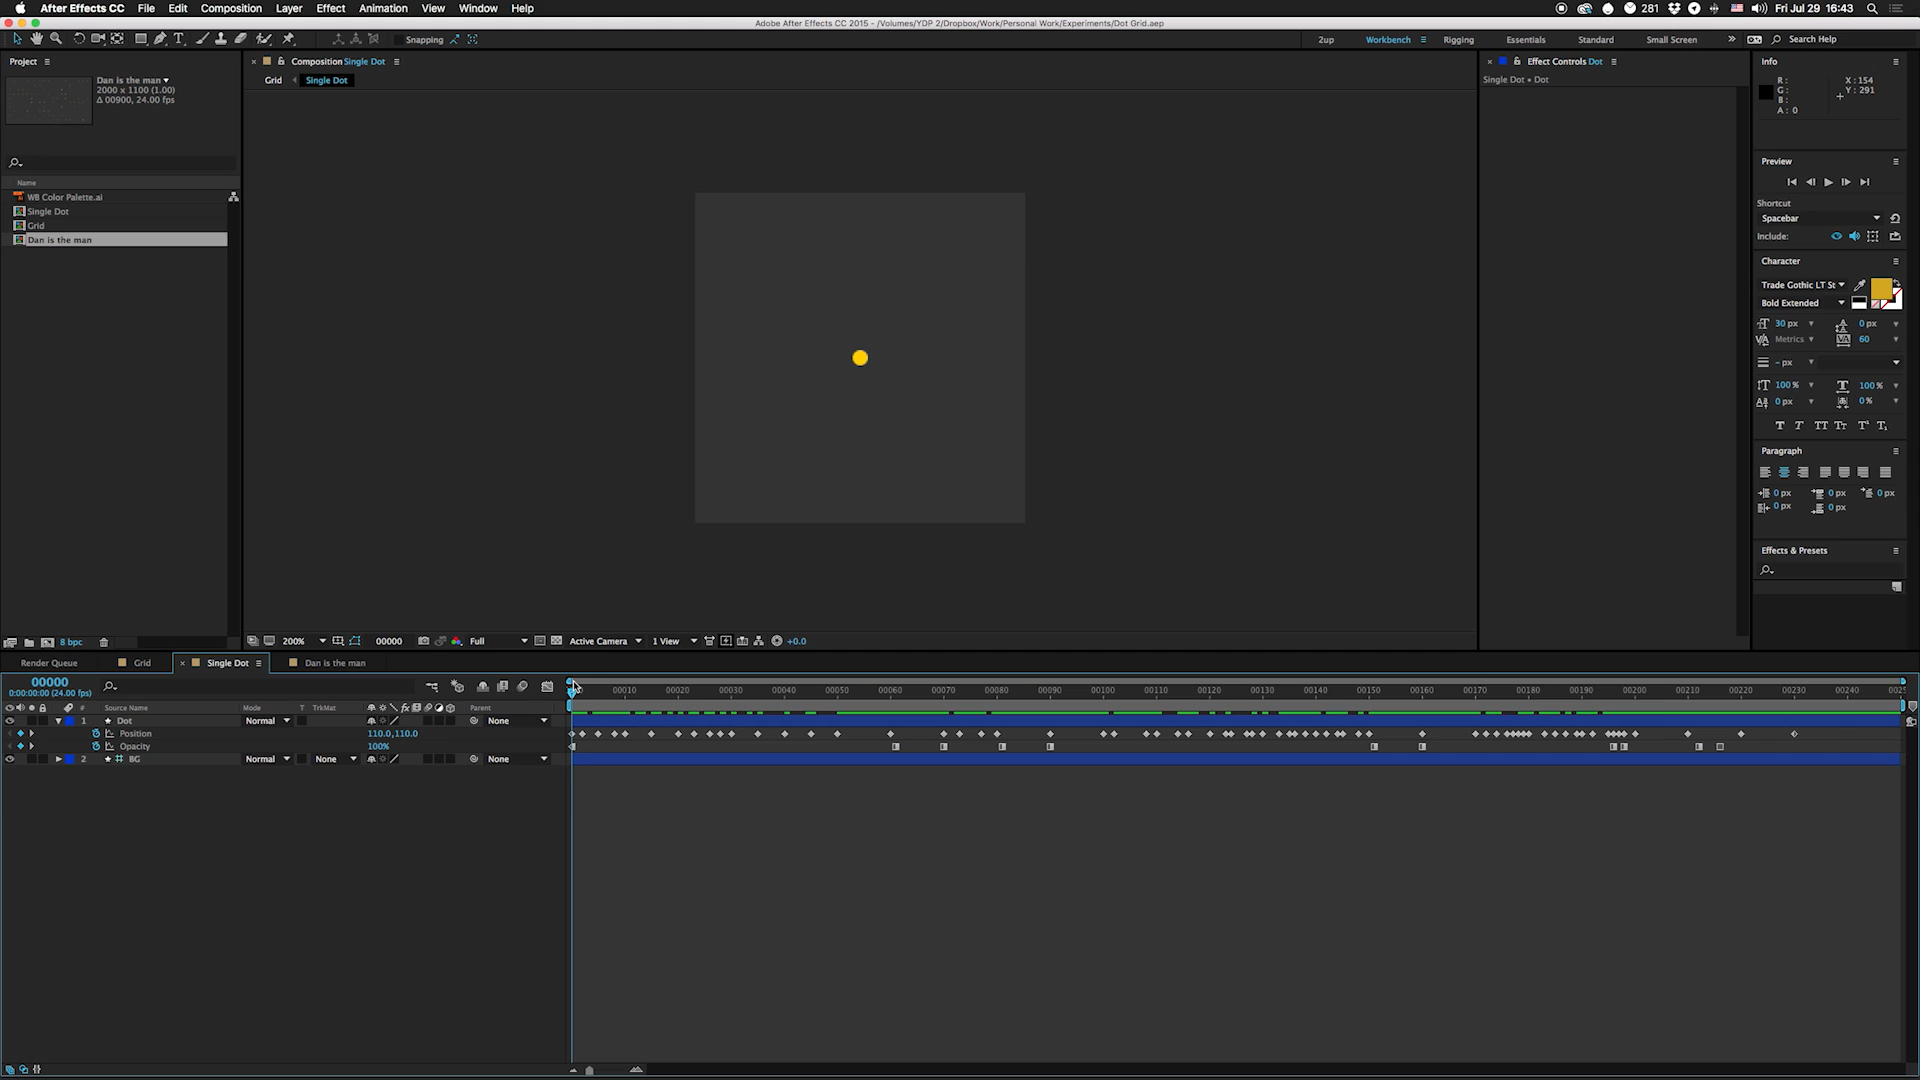 After Effects CC File Edit Composition Layer Effect Animation View Window Help 281 Fri Jul 29 16:43
Adobe After Effects CC 2015 - /Volumes/YDP 2/Dropbox/Work/Personal Work/Experiments/Dot Grid.aep
Snapping 2up Workbench Rigging Essentials Standard Small Screen Search Help
Project
Dan is the man
2000 x 1100 (1.00)
Δ 00900, 24.00 fps
Name
WB Color Palette.ai
Single Dot
Grid
Dan is the man
8 bpc
Composition Single Dot
Grid Single Dot
200% 00000 Full Active Camera 1 View +0.0
Effect Controls Dot
Single Dot • Dot
Info
R:
G:
B:
A: 0
X: 154
Y: 291
Preview
Shortcut
Spacebar
Include:
Character
Trade Gothic LT St
Bold Extended
30 px 0 px
Metrics 60
- px
100% 100%
0 px 0%
Paragraph
0 px 0 px 0 px
0 px 0 px
Effects & Presets
Render Queue Grid Single Dot Dan is the man
00000
0:00:00:00 (24.00 fps)
00010 00020 00030 00040 00050 00060 00070 00080 00090 00100 00110 00120 00130 00140 00150 00160 00170 00180 00190 00200 00210 00220 00230 00240 0025
# Source Name Mode T TrkMat Parent
1 Dot Normal None
Position 110.0,110.0
Opacity 100%
2 BG Normal None None